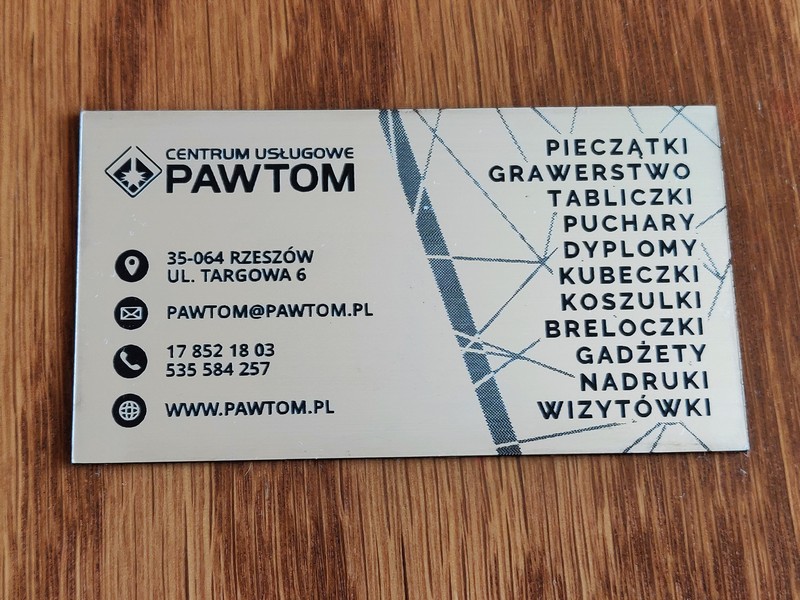 CENTRUM USŁUGOWE
PAWTOM
35-064 RZESZÓW
UL. TARGOWA 6
PAWTOM@PAWTOM.PL
17 852 18 03
535 584 257
WWW.PAWTOM.PL
PIECZĄTKI
GRAWERSTWO
TABLICZKI
PUCHARY
DYPLOMY
KUBECZKI
KOSZULKI
BRELOCZKI
GADŻETY
NADRUKI
WIZYTÓWKI